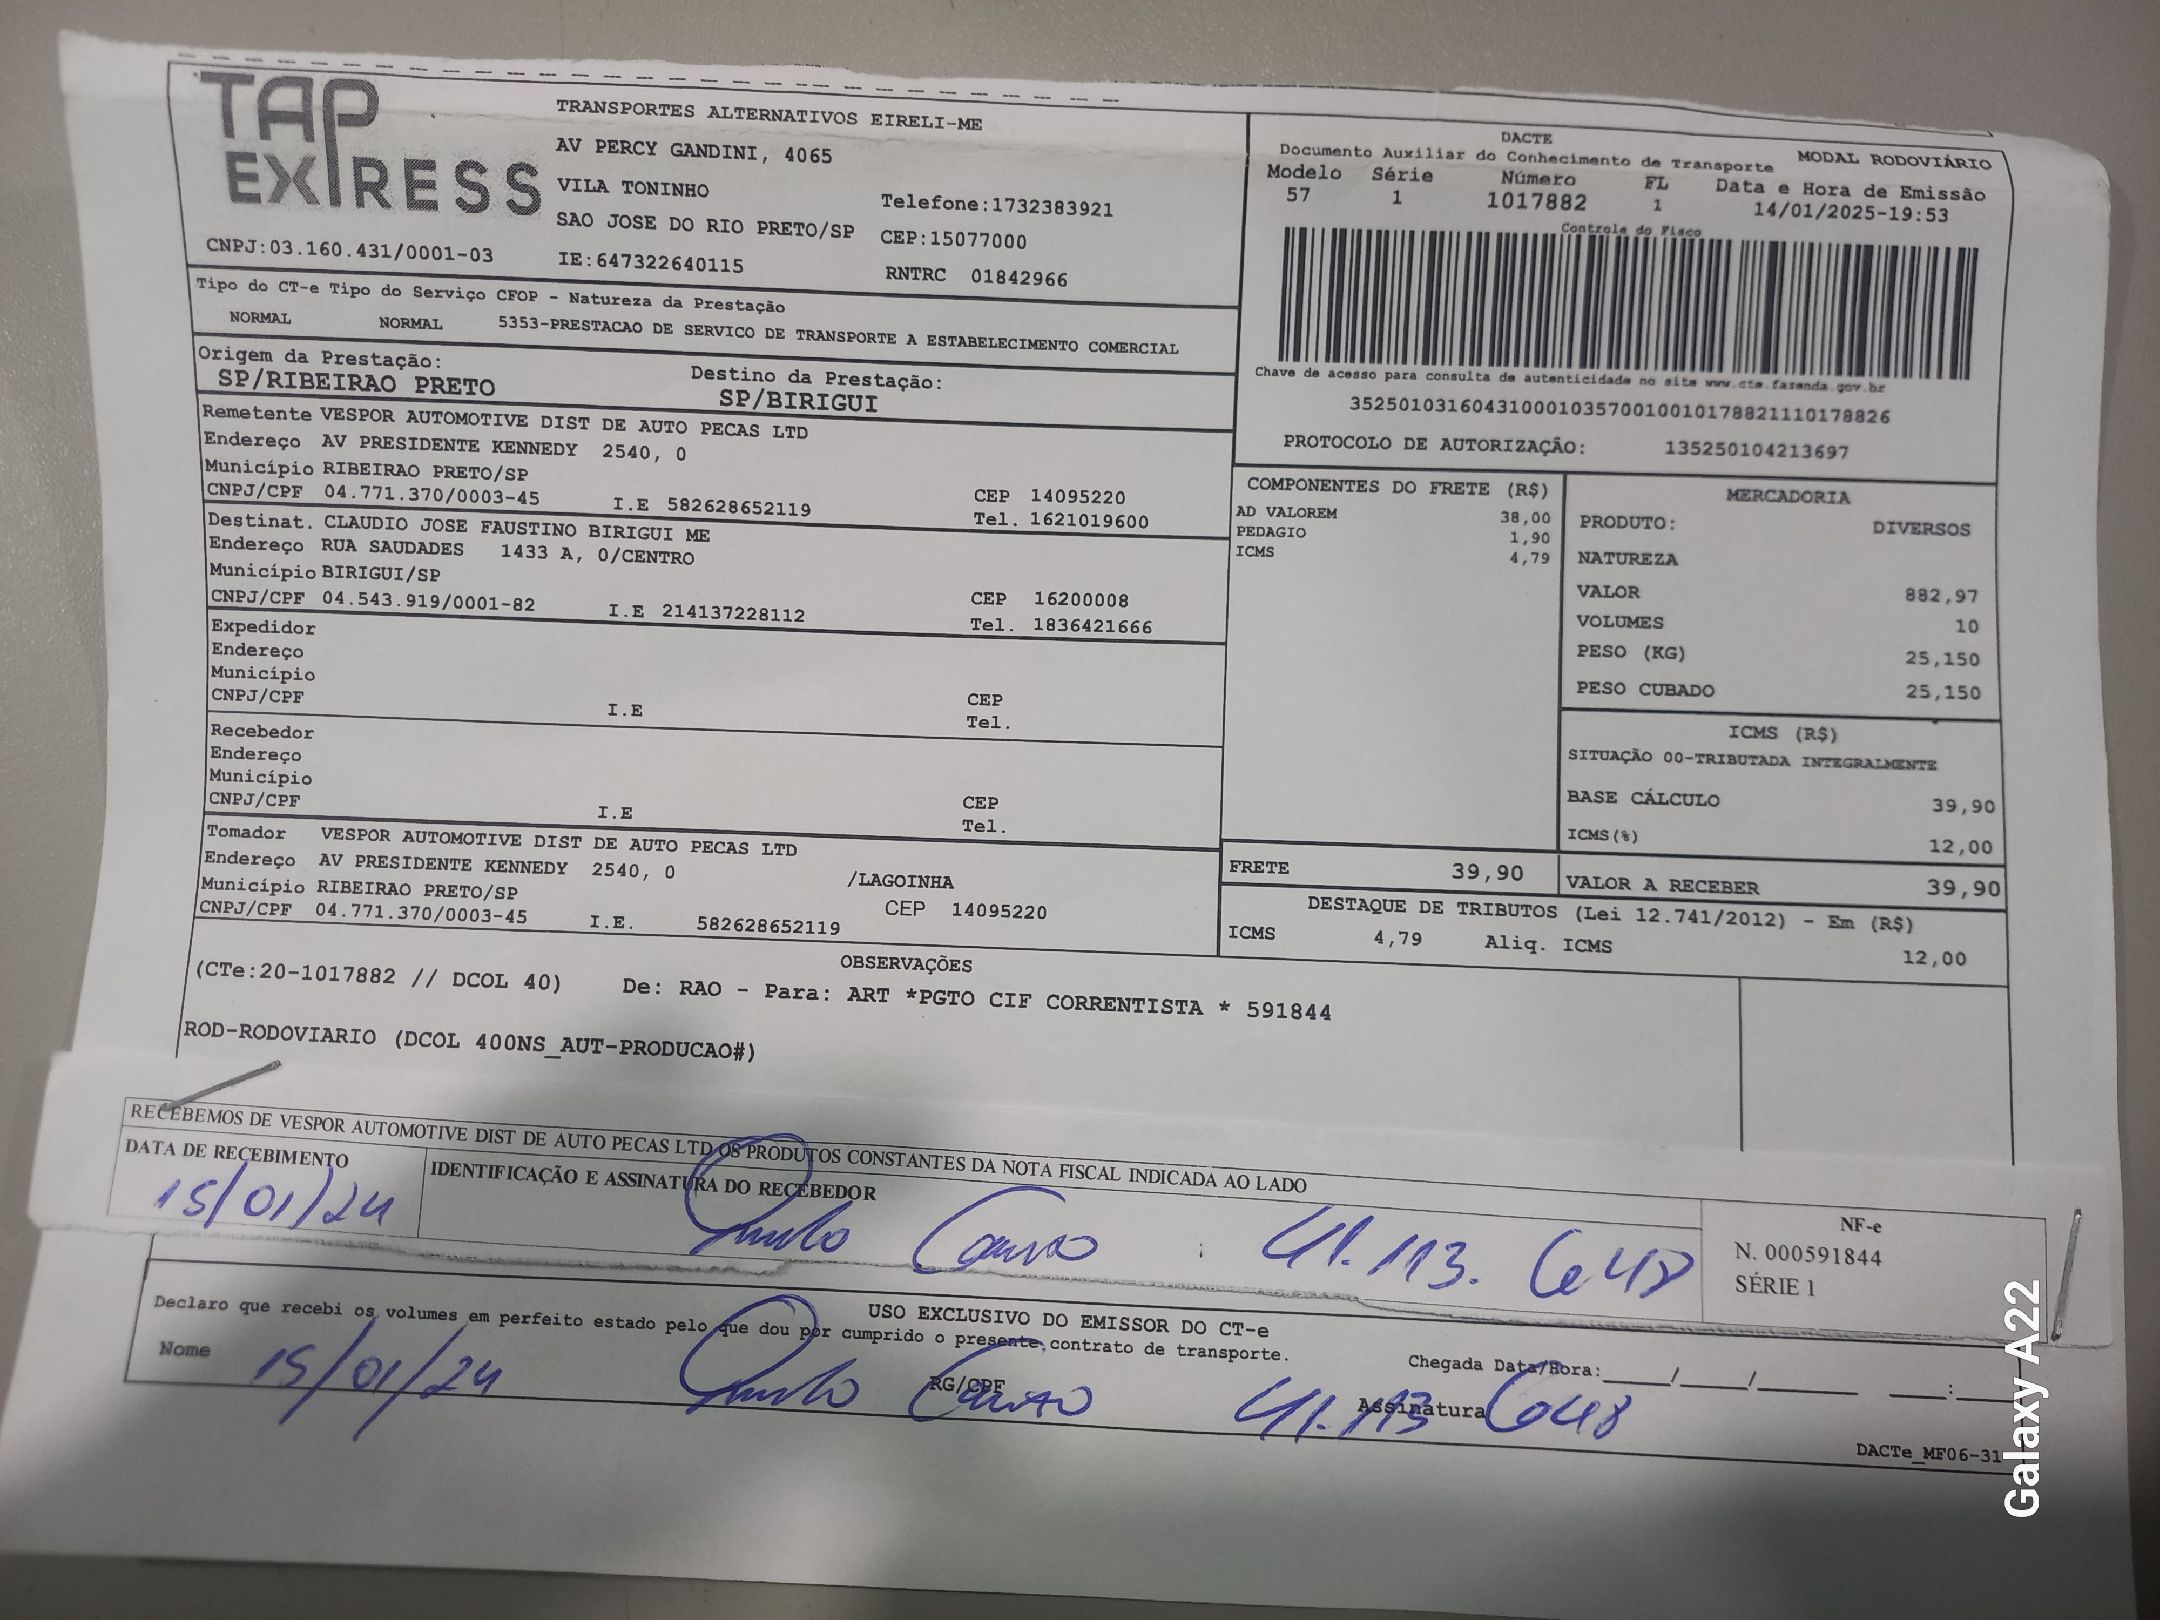 TAP EXPRESS
TRANSPORTES ALTERNATIVOS EIRELI-ME
AV PERCY GANDINI, 4065
VILA TONINHO
Telefone:1732383921
SAO JOSE DO RIO PRETO/SP CEP:15077000
CNPJ:03.160.431/0001-03 IE:647322640115 RNTRC 01842966
DACTE
Documento Auxiliar do Conhecimento de Transporte MODAL RODOVIÁRIO
Modelo Série Número FL Data e Hora de Emissão
57 1 1017882 1 14/01/2025-19:53
Controle do Fisco
Chave de acesso para consulta de autenticidade no site www.cte.fazenda.gov.br
35250103160431000103570010010178821110178826
PROTOCOLO DE AUTORIZAÇÃO: 135250104213697
Tipo do CT-e Tipo do Serviço CFOP - Natureza da Prestação
NORMAL NORMAL 5353-PRESTACAO DE SERVICO DE TRANSPORTE A ESTABELECIMENTO COMERCIAL
Origem da Prestação: Destino da Prestação:
SP/RIBEIRAO PRETO SP/BIRIGUI
Remetente VESPOR AUTOMOTIVE DIST DE AUTO PECAS LTD
Endereço AV PRESIDENTE KENNEDY 2540, 0
Município RIBEIRAO PRETO/SP CEP 14095220
CNPJ/CPF 04.771.370/0003-45 I.E 582628652119 Tel. 1621019600
Destinat. CLAUDIO JOSE FAUSTINO BIRIGUI ME
Endereço RUA SAUDADES 1433 A, 0/CENTRO
Município BIRIGUI/SP CEP 16200008
CNPJ/CPF 04.543.919/0001-82 I.E 214137228112 Tel. 1836421666
Expedidor
Endereço
Município CEP
CNPJ/CPF I.E Tel.
Recebedor
Endereço
Município CEP
CNPJ/CPF I.E Tel.
Tomador VESPOR AUTOMOTIVE DIST DE AUTO PECAS LTD
Endereço AV PRESIDENTE KENNEDY 2540, 0 /LAGOINHA
Município RIBEIRAO PRETO/SP CEP 14095220
CNPJ/CPF 04.771.370/0003-45 I.E. 582628652119
COMPONENTES DO FRETE (R$)
AD VALOREM 38,00
PEDAGIO 1,90
ICMS 4,79
MERCADORIA
PRODUTO: DIVERSOS
NATUREZA
VALOR 882,97
VOLUMES 10
PESO (KG) 25,150
PESO CUBADO 25,150
ICMS (R$)
SITUAÇÃO 00-TRIBUTADA INTEGRALMENTE
BASE CÁLCULO 39,90
ICMS(%) 12,00
FRETE 39,90 VALOR A RECEBER 39,90
DESTAQUE DE TRIBUTOS (Lei 12.741/2012) - Em (R$)
ICMS 4,79 Aliq. ICMS 12,00
OBSERVAÇÕES
(CTe:20-1017882 // DCOL 40) De: RAO - Para: ART *PGTO CIF CORRENTISTA * 591844
ROD-RODOVIARIO (DCOL 400NS_AUT-PRODUCAO#)
RECEBEMOS DE VESPOR AUTOMOTIVE DIST DE AUTO PECAS LTD OS PRODUTOS CONSTANTES DA NOTA FISCAL INDICADA AO LADO
DATA DE RECEBIMENTO IDENTIFICAÇÃO E ASSINATURA DO RECEBEDOR
15/01/24 41.113.648
NF-e
N. 000591844
SÉRIE 1
USO EXCLUSIVO DO EMISSOR DO CT-e
Declaro que recebi os volumes em perfeito estado pelo que dou por cumprido o presente contrato de transporte.
Nome RG/CPF Assinatura
Chegada Data/Hora:____/____/______ ___:___
15/01/24 41.113 648
DACTe_MF06-31
Galaxy A22